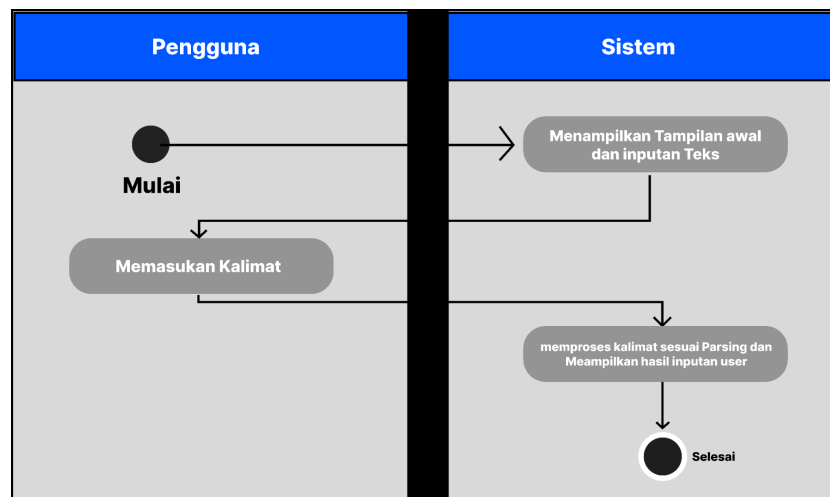 Pengguna
Sistem
Mulai
Menampilkan Tampilan awal
dan inputan Teks
Memasukan Kalimat
memproses kalimat sesuai Parsing dan
Meampilkan hasil inputan user
Selesai